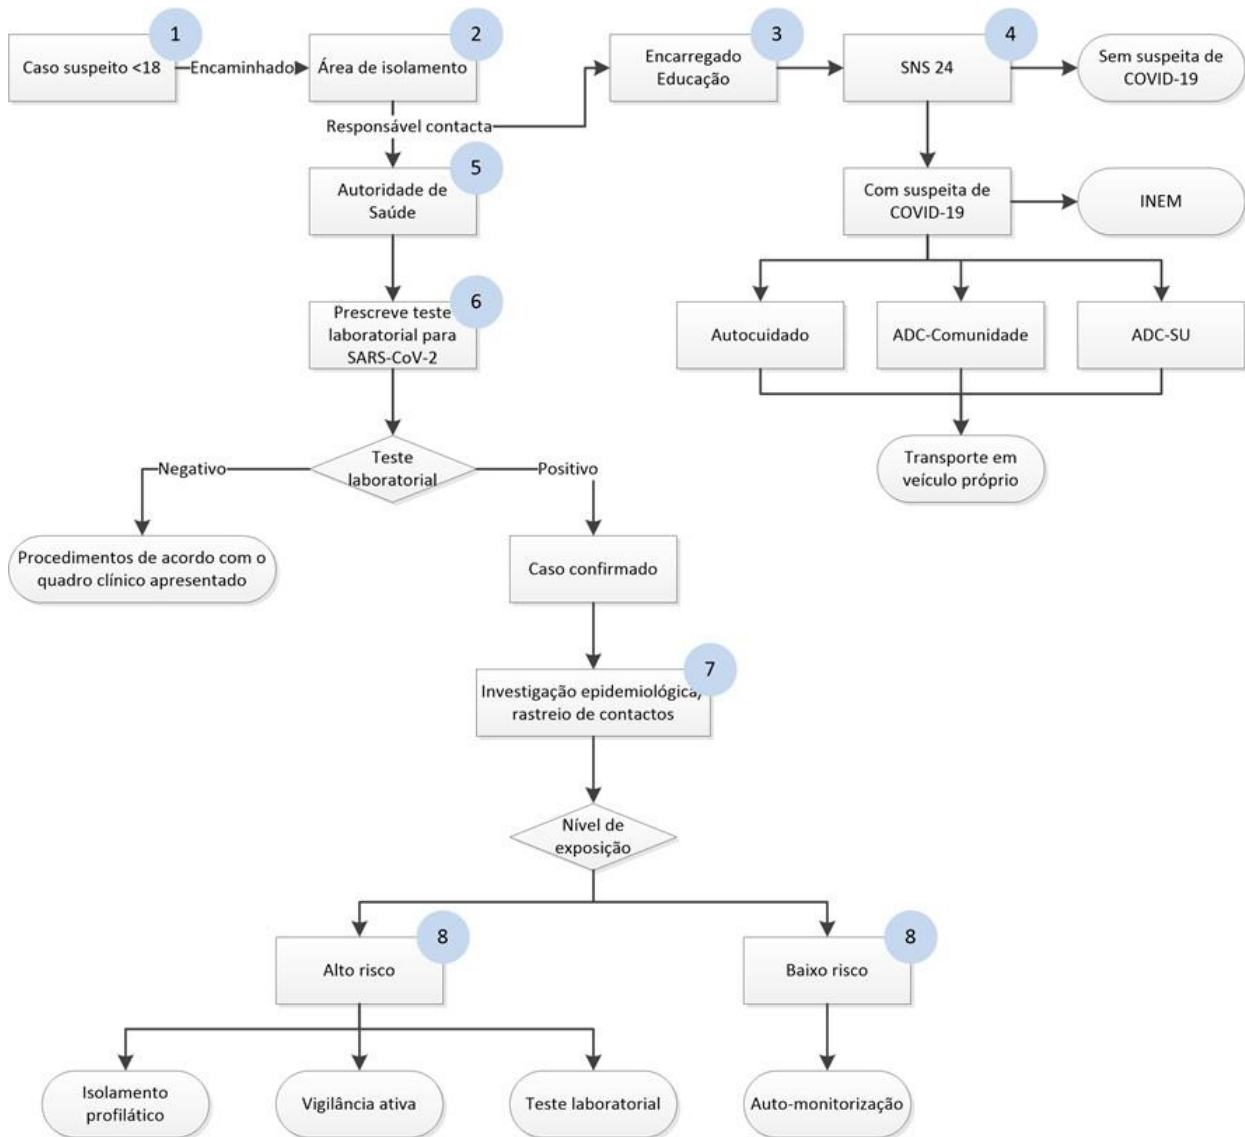 1
Caso suspeito <18
Encaminhado
2
Área de isolamento
3
Encarregado
Educação
4
SNS 24
Sem suspeita de
COVID-19
Responsável contacta
5
Autoridade de
Saúde
Com suspeita de
COVID-19
INEM
6
Prescreve teste
laboratorial para
SARS-CoV-2
Autocuidado
ADC-Comunidade
ADC-SU
Negativo
Teste
laboratorial
Positivo
Transporte em
veículo próprio
Procedimentos de acordo com o
quadro clínico apresentado
Caso confirmado
7
Investigação epidemiológica/
rastreio de contactos
Nível de
exposição
8
Alto risco
8
Baixo risco
Isolamento
profilático
Vigilância ativa
Teste laboratorial
Auto-monitorização